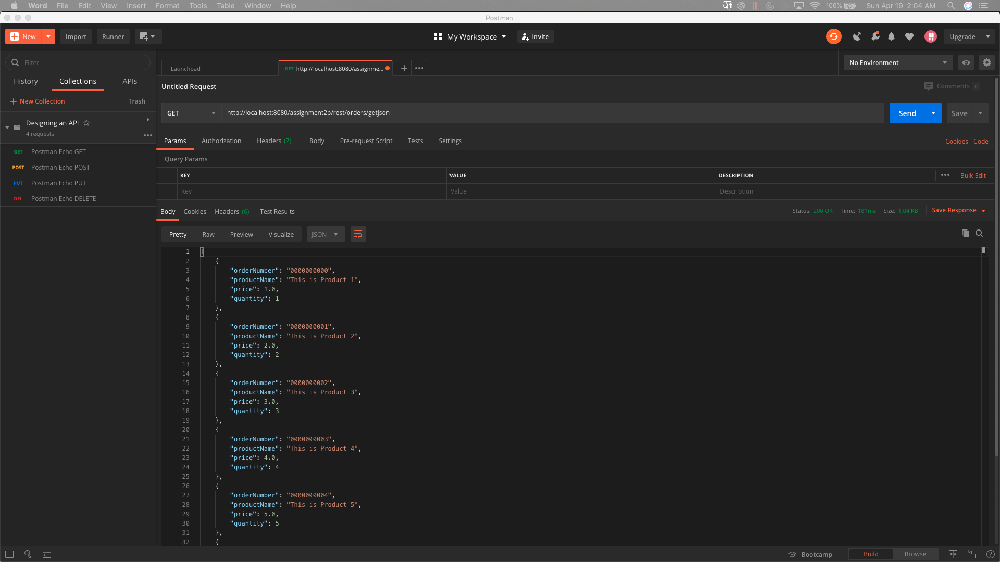 Word File Edit View Insert Format Tools Table Window Help 100% Sun Apr 19 2:04 AM
Postman
New Import Runner My Workspace Invite Upgrade
Filter
Launchpad GET http://localhost:8080/assignme... No Environment
History Collections APIs
Untitled Request Comments 0
New Collection Trash
GET http://localhost:8080/assignment2b/rest/orders/getjson Send Save
Designing an API
4 requests
Params Authorization Headers (7) Body Pre-request Script Tests Settings Cookies Code
GET Postman Echo GET
POST Postman Echo POST
PUT Postman Echo PUT
DEL Postman Echo DELETE
Query Params
KEY VALUE DESCRIPTION Bulk Edit
Key Value Description
Body Cookies Headers (6) Test Results Status: 200 OK Time: 181ms Size: 1.04 KB Save Response
Pretty Raw Preview Visualize JSON
1 [
2 {
3 "orderNumber": "0000000000",
4 "productName": "This is Product 1",
5 "price": 1.0,
6 "quantity": 1
7 },
8 {
9 "orderNumber": "0000000001",
10 "productName": "This is Product 2",
11 "price": 2.0,
12 "quantity": 2
13 },
14 {
15 "orderNumber": "0000000002",
16 "productName": "This is Product 3",
17 "price": 3.0,
18 "quantity": 3
19 },
20 {
21 "orderNumber": "0000000003",
22 "productName": "This is Product 4",
23 "price": 4.0,
24 "quantity": 4
25 },
26 {
27 "orderNumber": "0000000004",
28 "productName": "This is Product 5",
29 "price": 5.0,
30 "quantity": 5
31 },
32 {
Bootcamp Build Browse